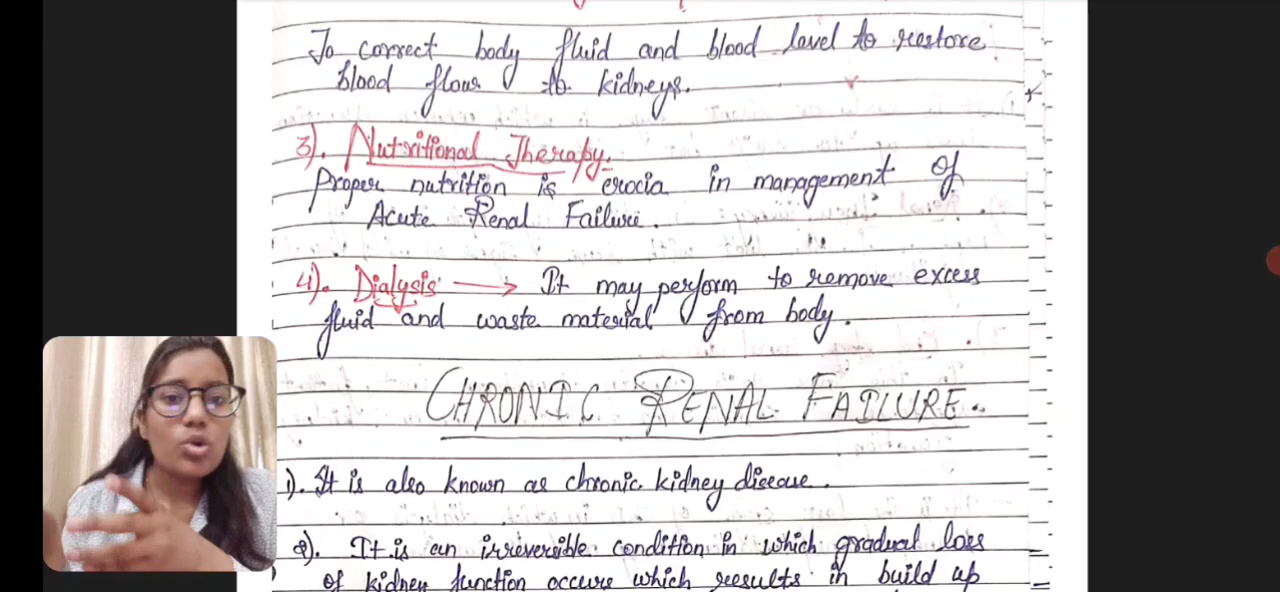 To correct body fluid and blood level to restore
blood flow to kidneys.
3). Nutritional Therapy.
Proper nutrition is crocia in management of
Acute Renal Failure.
4). Dialysis → It may perform to remove excess
fluid and waste material from body.
CHRONIC RENAL FAILURE.
1). It is also known as chronic kidney disease.
2). It is an irreversible condition in which gradual loss
of kidney function occurs which results in build up